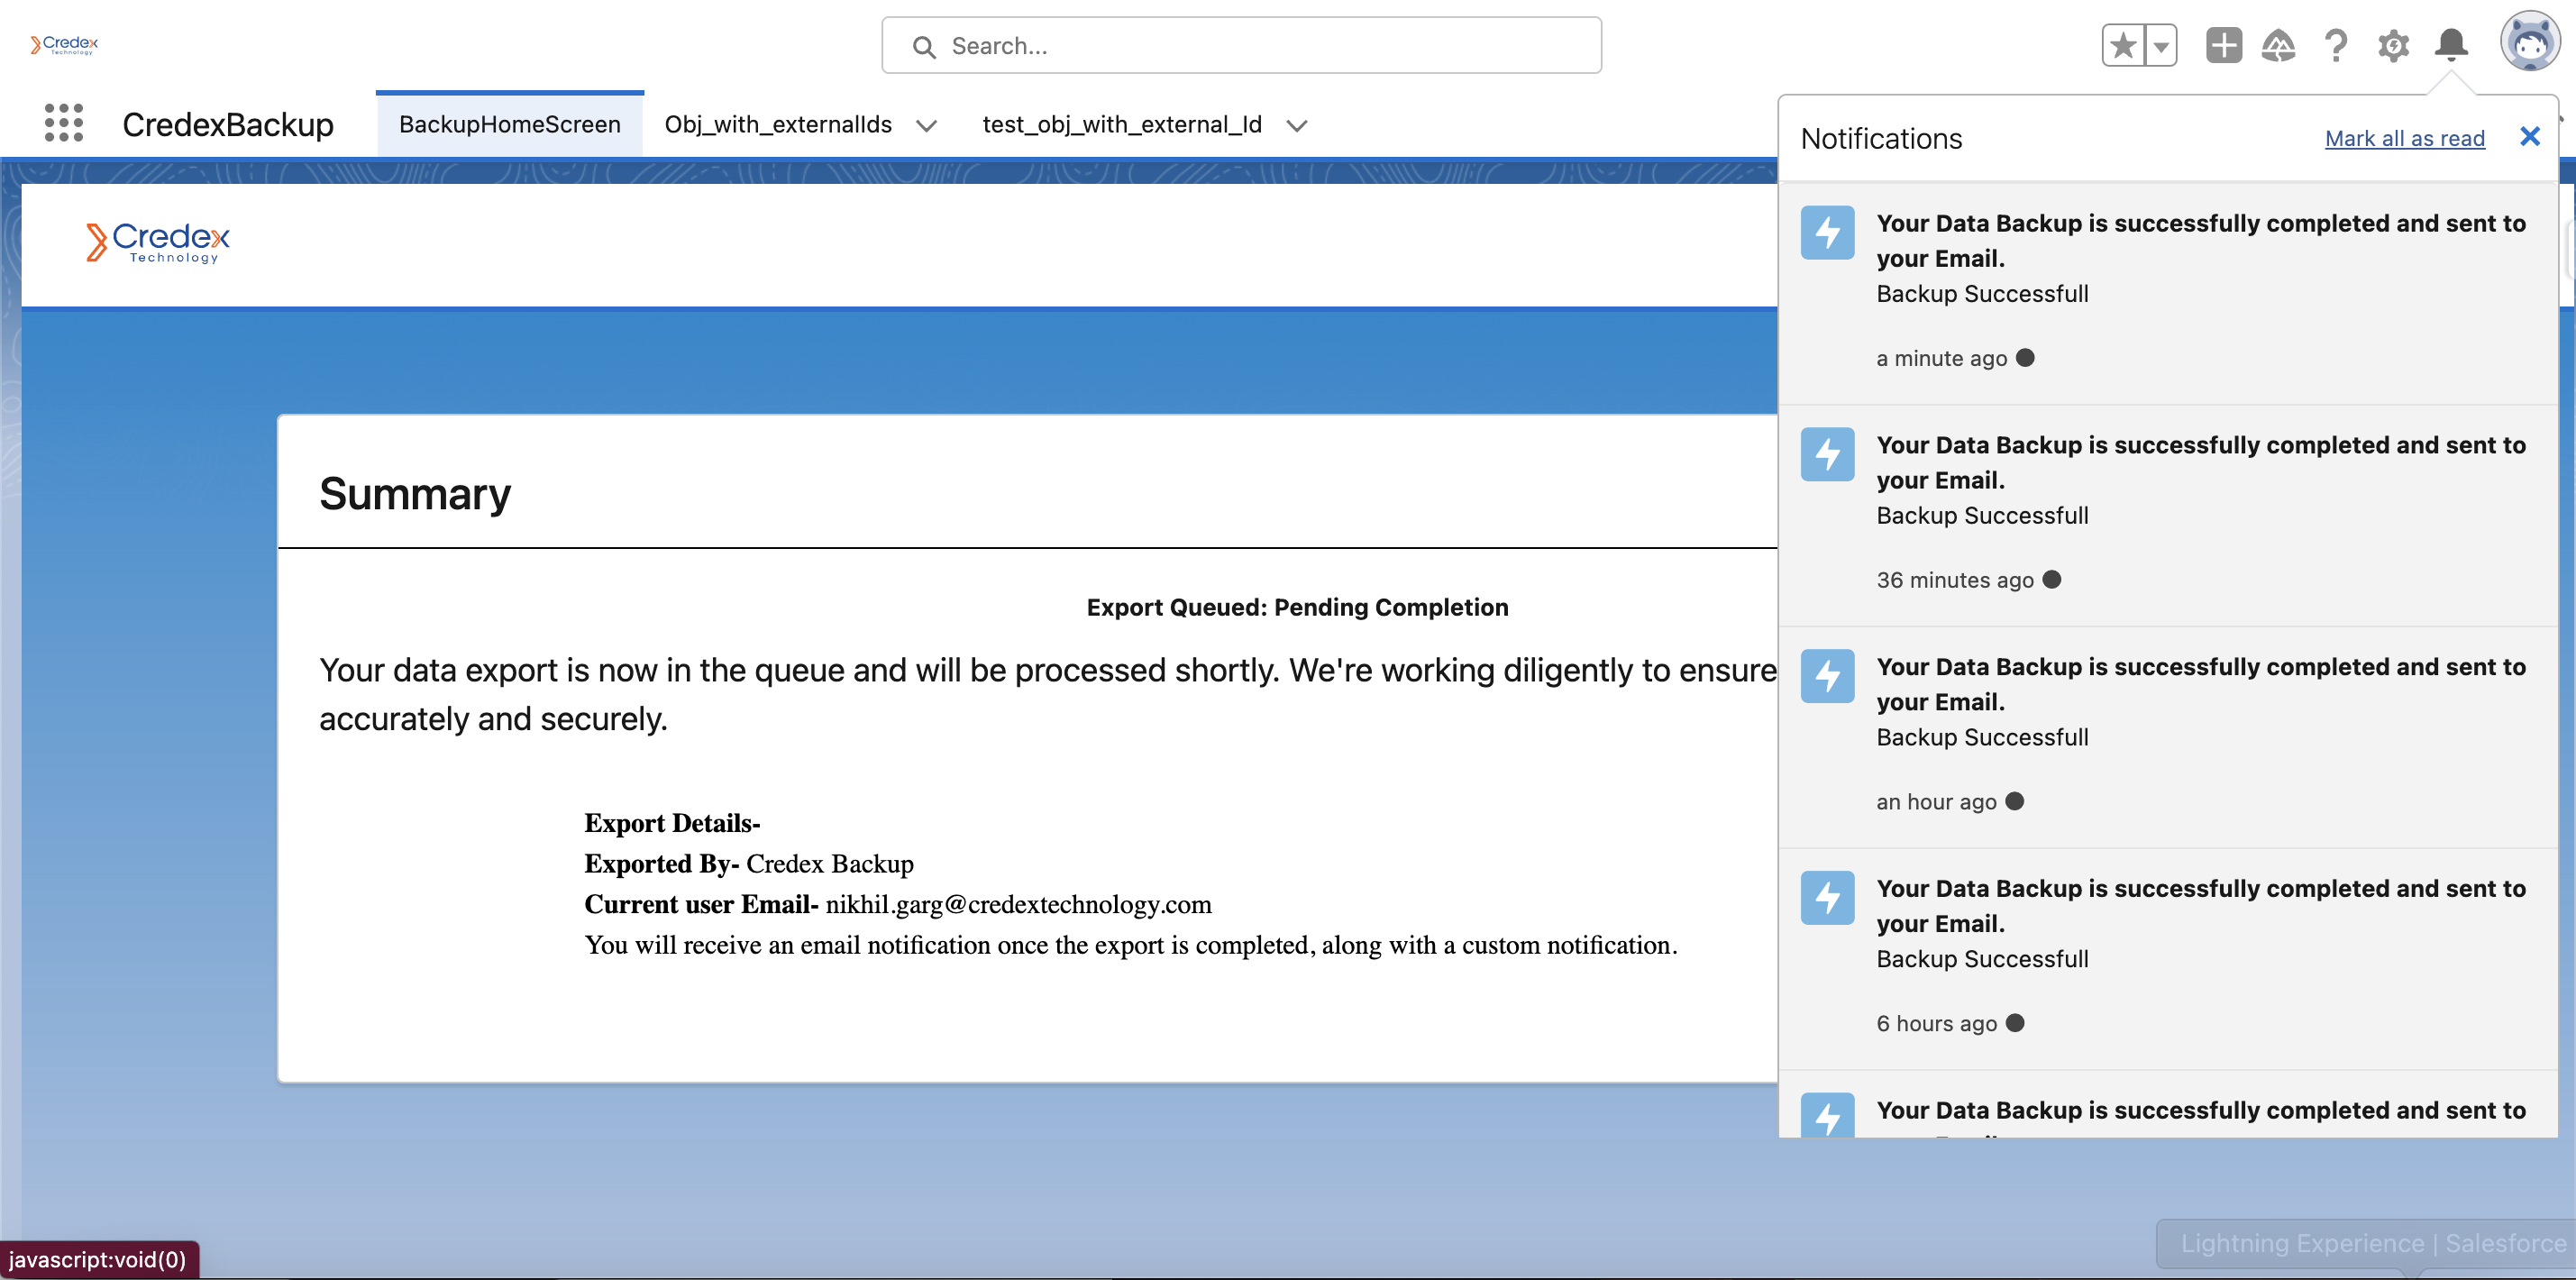 Credex
Technology
Search...
CredexBackup
BackupHomeScreen
Obj_with_externalIds
test_obj_with_external_Id
Credex
Technology
Summary
Export Queued: Pending Completion
Your data export is now in the queue and will be processed shortly. We're working diligently to ensure
accurately and securely.
Export Details-
Exported By- Credex Backup
Current user Email- nikhil.garg@credextechnology.com
You will receive an email notification once the export is completed, along with a custom notification.
Notifications
Mark all as read
Your Data Backup is successfully completed and sent to
your Email.
Backup Successfull
a minute ago
Your Data Backup is successfully completed and sent to
your Email.
Backup Successfull
36 minutes ago
Your Data Backup is successfully completed and sent to
your Email.
Backup Successfull
an hour ago
Your Data Backup is successfully completed and sent to
your Email.
Backup Successfull
6 hours ago
Your Data Backup is successfully completed and sent to
javascript:void(0)
Lightning Experience | Salesforce